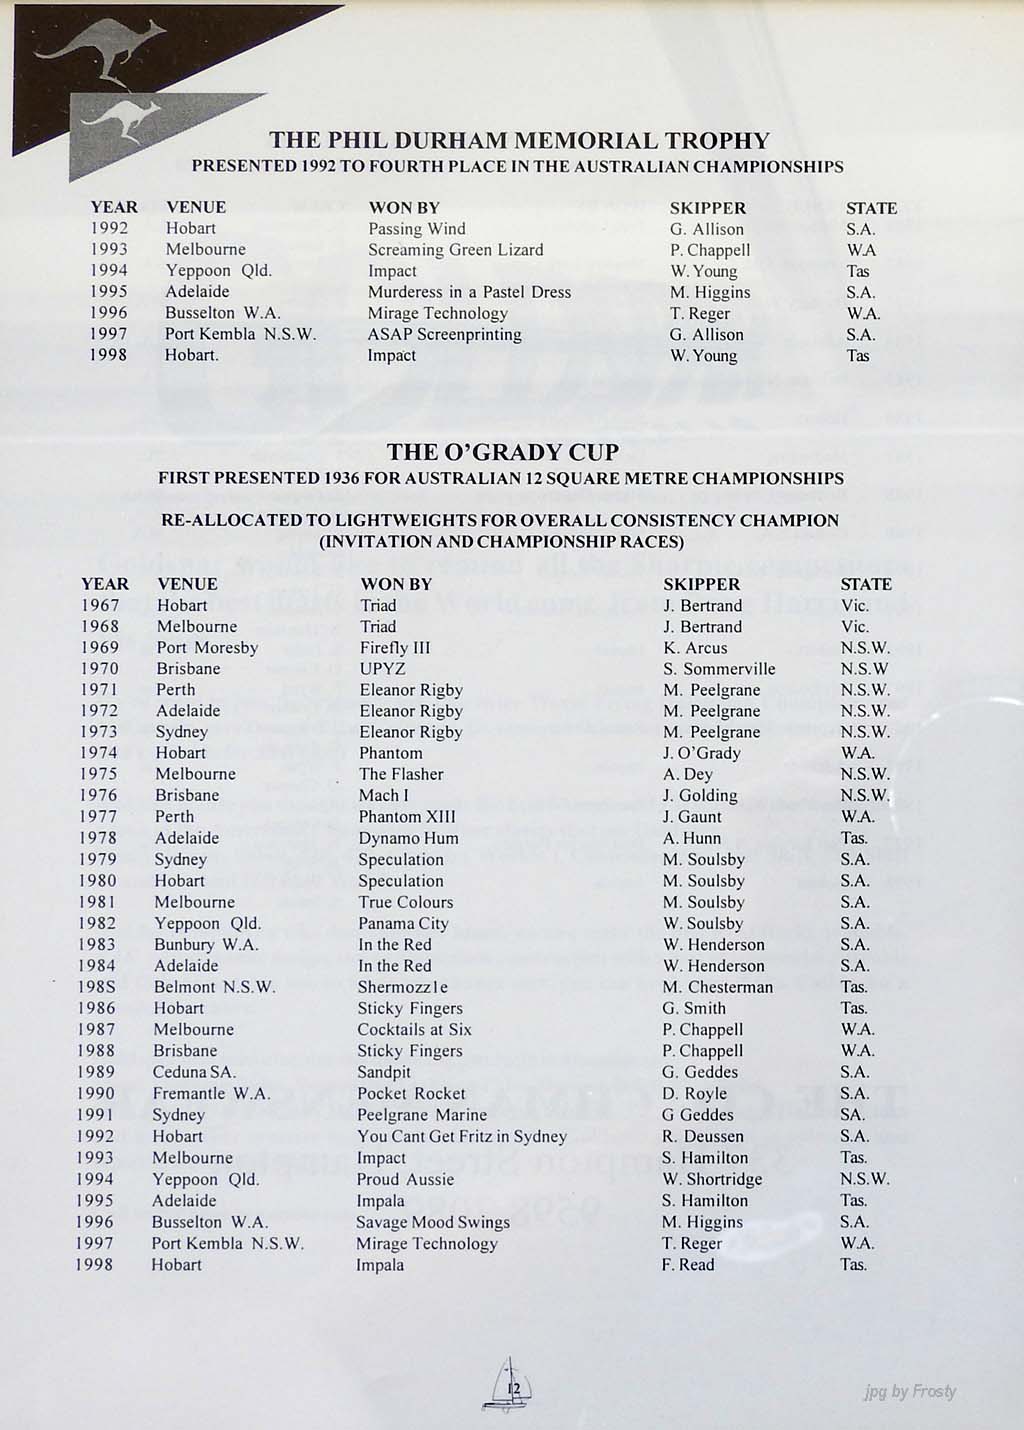 THE PHIL DURHAM MEMORIAL TROPHY
PRESENTED 1992 TO FOURTH PLACE IN THE AUSTRALIAN CHAMPIONSHIPS
YEAR VENUE WON BY SKIPPER STATE
1992 Hobart Passing Wind G. Allison S.A.
1993 Melbourne Screaming Green Lizard P. Chappell W.A
1994 Yeppoon Qld. Impact W. Young Tas
1995 Adelaide Murderess in a Pastel Dress M. Higgins S.A.
1996 Busselton W.A. Mirage Technology T. Reger W.A.
1997 Port Kembla N.S.W. ASAP Screenprinting G. Allison S.A.
1998 Hobart. Impact W. Young Tas
THE O'GRADY CUP
FIRST PRESENTED 1936 FOR AUSTRALIAN 12 SQUARE METRE CHAMPIONSHIPS
RE-ALLOCATED TO LIGHTWEIGHTS FOR OVERALL CONSISTENCY CHAMPION
(INVITATION AND CHAMPIONSHIP RACES)
YEAR VENUE WON BY SKIPPER STATE
1967 Hobart Triad J. Bertrand Vic.
1968 Melbourne Triad J. Bertrand Vic.
1969 Port Moresby Firefly III K. Arcus N.S.W.
1970 Brisbane UPYZ S. Sommerville N.S.W
1971 Perth Eleanor Rigby M. Peelgrane N.S.W.
1972 Adelaide Eleanor Rigby M. Peelgrane N.S.W.
1973 Sydney Eleanor Rigby M. Peelgrane N.S.W.
1974 Hobart Phantom J. O'Grady W.A.
1975 Melbourne The Flasher A. Dey N.S.W.
1976 Brisbane Mach I J. Golding N.S.W.
1977 Perth Phantom XIII J. Gaunt W.A.
1978 Adelaide Dynamo Hum A. Hunn Tas.
1979 Sydney Speculation M. Soulsby S.A.
1980 Hobart Speculation M. Soulsby S.A.
1981 Melbourne True Colours M. Soulsby S.A.
1982 Yeppoon Qld. Panama City W. Soulsby S.A.
1983 Bunbury W.A. In the Red W. Henderson S.A.
1984 Adelaide In the Red W. Henderson S.A.
198S Belmont N.S.W. Shermozzle M. Chesterman Tas.
1986 Hobart Sticky Fingers G. Smith Tas.
1987 Melbourne Cocktails at Six P. Chappell W.A.
1988 Brisbane Sticky Fingers P. Chappell W.A.
1989 Ceduna SA. Sandpit G. Geddes S.A.
1990 Fremantle W.A. Pocket Rocket D. Royle S.A.
1991 Sydney Peelgrane Marine G Geddes SA.
1992 Hobart You Cant Get Fritz in Sydney R. Deussen S.A.
1993 Melbourne Impact S. Hamilton Tas.
1994 Yeppoon Qld. Proud Aussie W. Shortridge N.S.W.
1995 Adelaide Impala S. Hamilton Tas.
1996 Busselton W.A. Savage Mood Swings M. Higgins S.A.
1997 Port Kembla N.S.W. Mirage Technology T. Reger W.A.
1998 Hobart Impala F. Read Tas.
12
jpg by Frosty